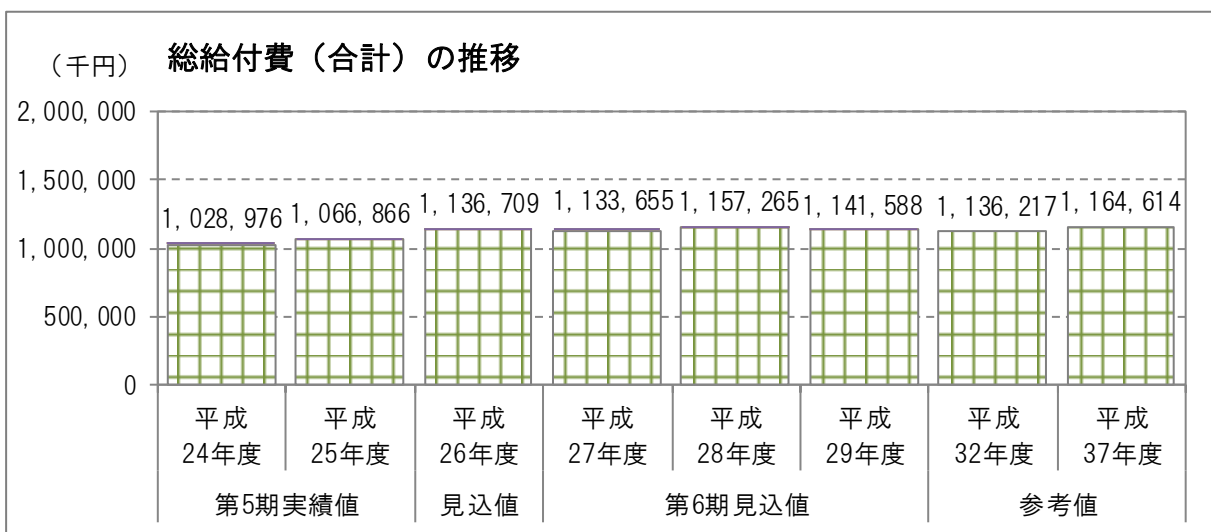 （千円） 総給付費（合計）の推移
2,000,000
1,500,000
1,000,000
500,000
0
1,028,976 1,066,866 1,136,709 1,133,655 1,157,265 1,141,588 1,136,217 1,164,614
平成 平成 平成 平成 平成 平成 平成 平成
24年度 25年度 26年度 27年度 28年度 29年度 32年度 37年度
第5期実績値 見込値 第6期見込値 参考値